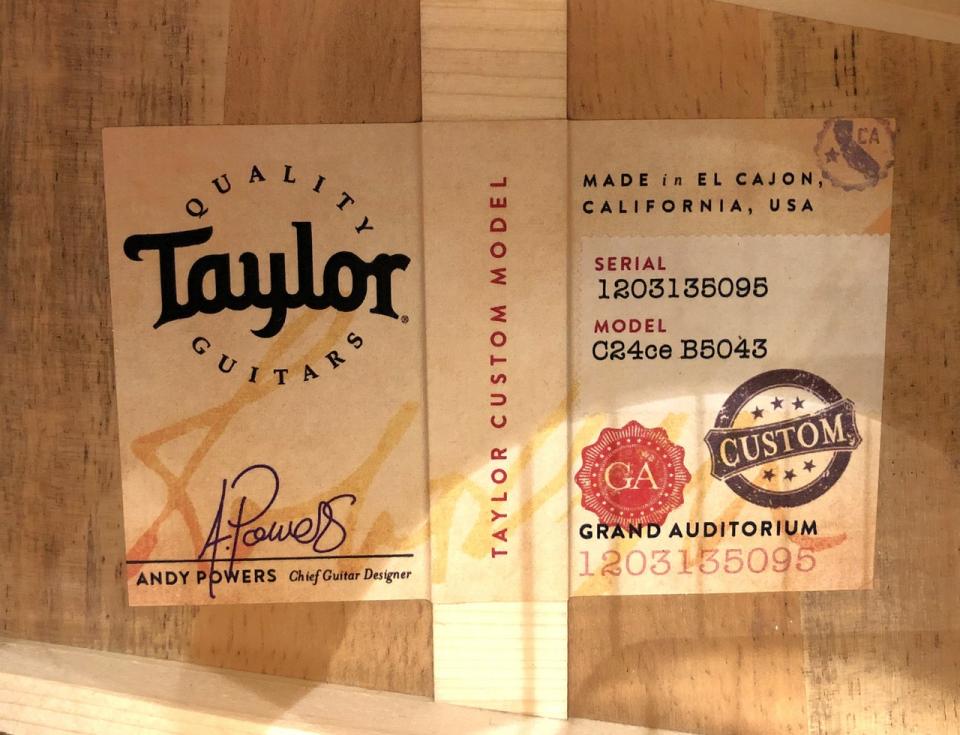 QUALITY
Taylor®
GUITARS
A. Powers
ANDY POWERS Chief Guitar Designer
TAYLOR CUSTOM MODEL
CA
MADE in EL CAJON,
CALIFORNIA, USA
SERIAL
1203135095
MODEL
C24ce B5043
CUSTOM
GA
GRAND AUDITORIUM
1203135095